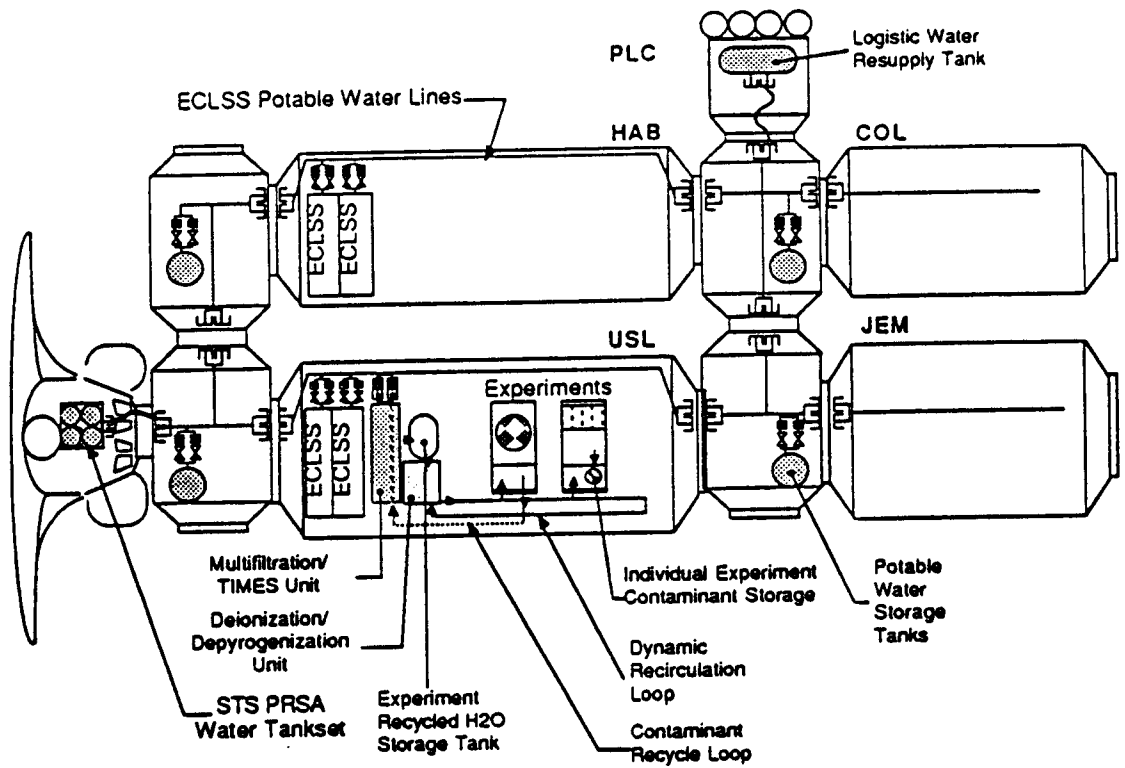 PLC
Logistic Water
Resupply Tank
ECLSS Potable Water Lines
HAB
COL
ECLSS
ECLSS
USL
JEM
Experiments
ECLSS
ECLSS
Multifiltration/
TIMES Unit
Deionization/
Depyrogenization
Unit
STS PRSA
Water Tankset
Experiment
Recycled H2O
Storage Tank
Individual Experiment
Contaminant Storage
Dynamic
Recirculation
Loop
Contaminant
Recycle Loop
Potable
Water
Storage
Tanks